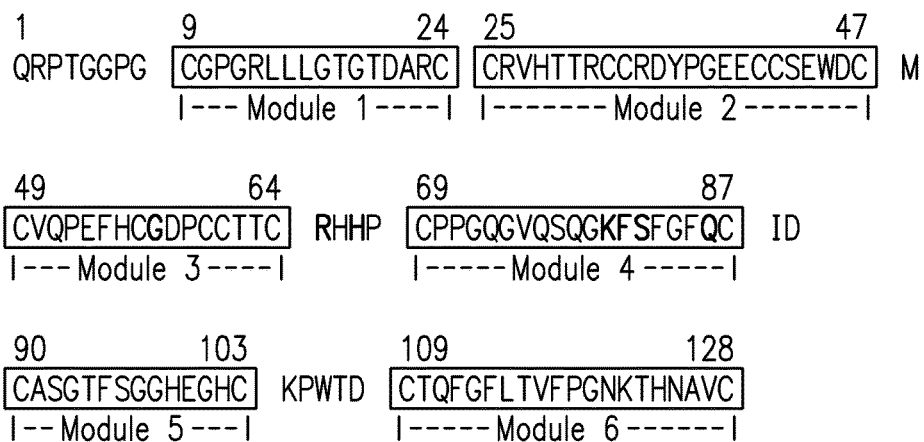 1 9 24 25 47
QRPTGGPG CGPGRLLLGTGTDARC CRVHTTRCCRDYPGEECCSEWDC M
|--- Module 1----| |------- Module 2 -------|
49 64 69 87
CVQPEFHCGDPCCTTC RHHP CPPGQGVQSQGKFSFGFQC ID
|---Module 3----| |-----Module 4 -----|
90 103 109 128
CASGTFSGGHEGHC KPWTD CTQFGFLTVFPGNKTHNAVC
|--Module 5---| |-----Module 6 -----|